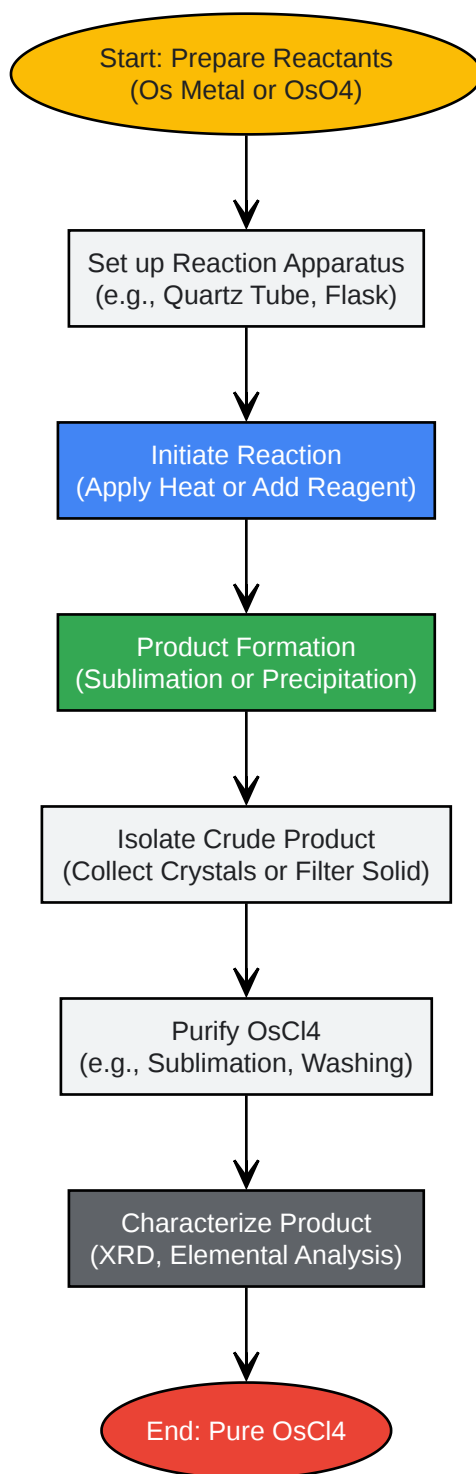 Start: Prepare Reactants
(Os Metal or OsO4)
Set up Reaction Apparatus
(e.g., Quartz Tube, Flask)
Initiate Reaction
(Apply Heat or Add Reagent)
Product Formation
(Sublimation or Precipitation)
Isolate Crude Product
(Collect Crystals or Filter Solid)
Purify OsCl4
(e.g., Sublimation, Washing)
Characterize Product
(XRD, Elemental Analysis)
End: Pure OsCl4